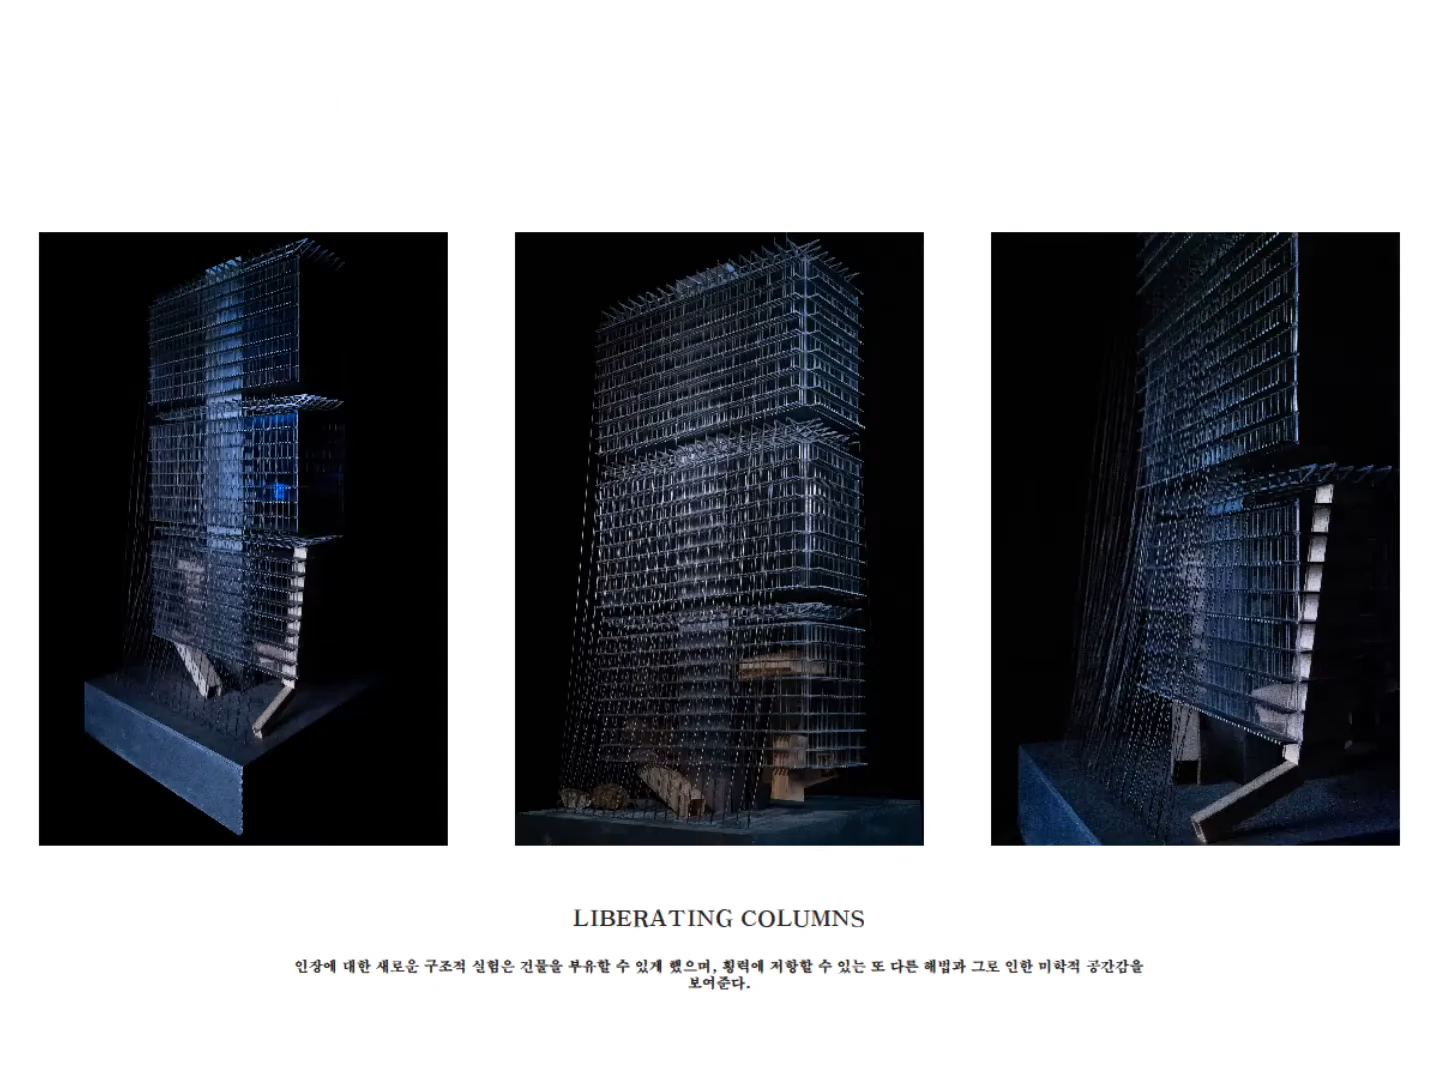 LIBERATING COLUMNS
인장에 대한 새로운 구조적 실험은 건물을 부유할 수 있게 했으며, 횡력에 저항할 수 있는 또 다른 해법과 그로 인한 미학적 공간감을
보여준다.